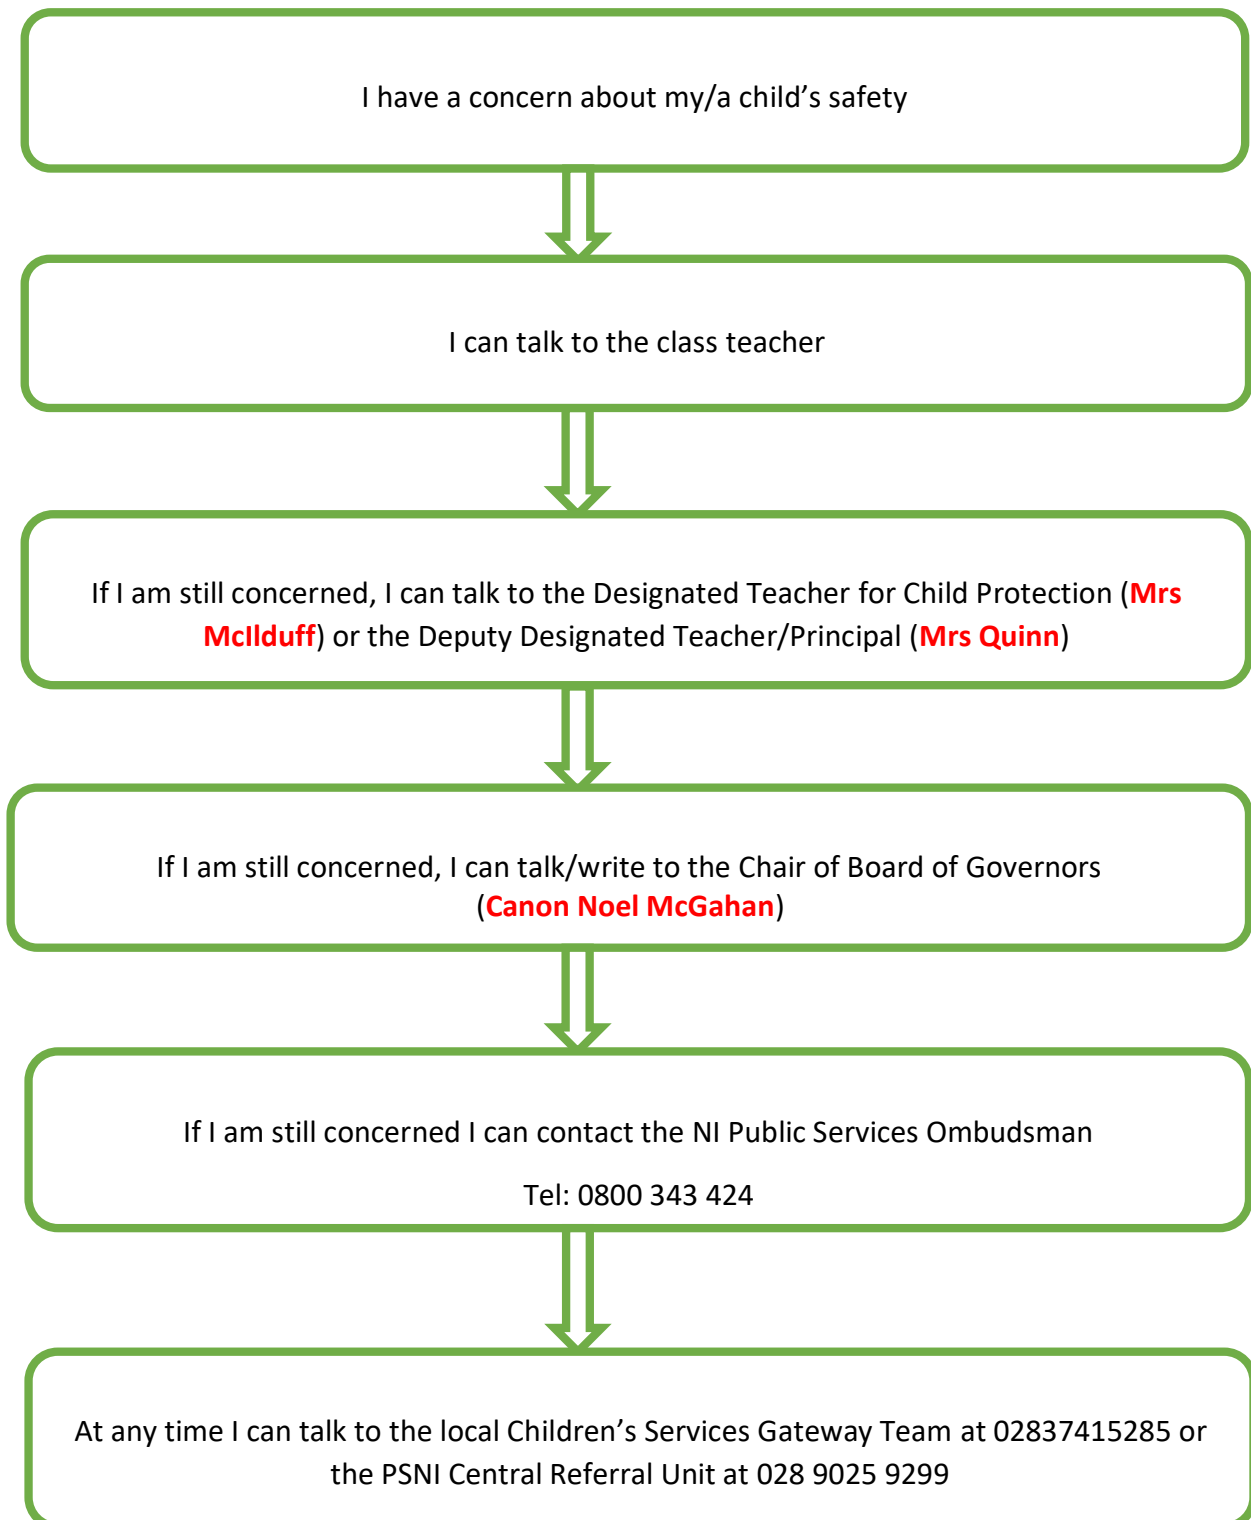 I have a concern about my/a child’s safety
I can talk to the class teacher
If I am still concerned, I can talk to the Designated Teacher for Child Protection (Mrs
McIlduff) or the Deputy Designated Teacher/Principal (Mrs Quinn)
If I am still concerned, I can talk/write to the Chair of Board of Governors
(Canon Noel McGahan)
If I am still concerned I can contact the NI Public Services Ombudsman
Tel: 0800 343 424
At any time I can talk to the local Children’s Services Gateway Team at 02837415285 or
the PSNI Central Referral Unit at 028 9025 9299